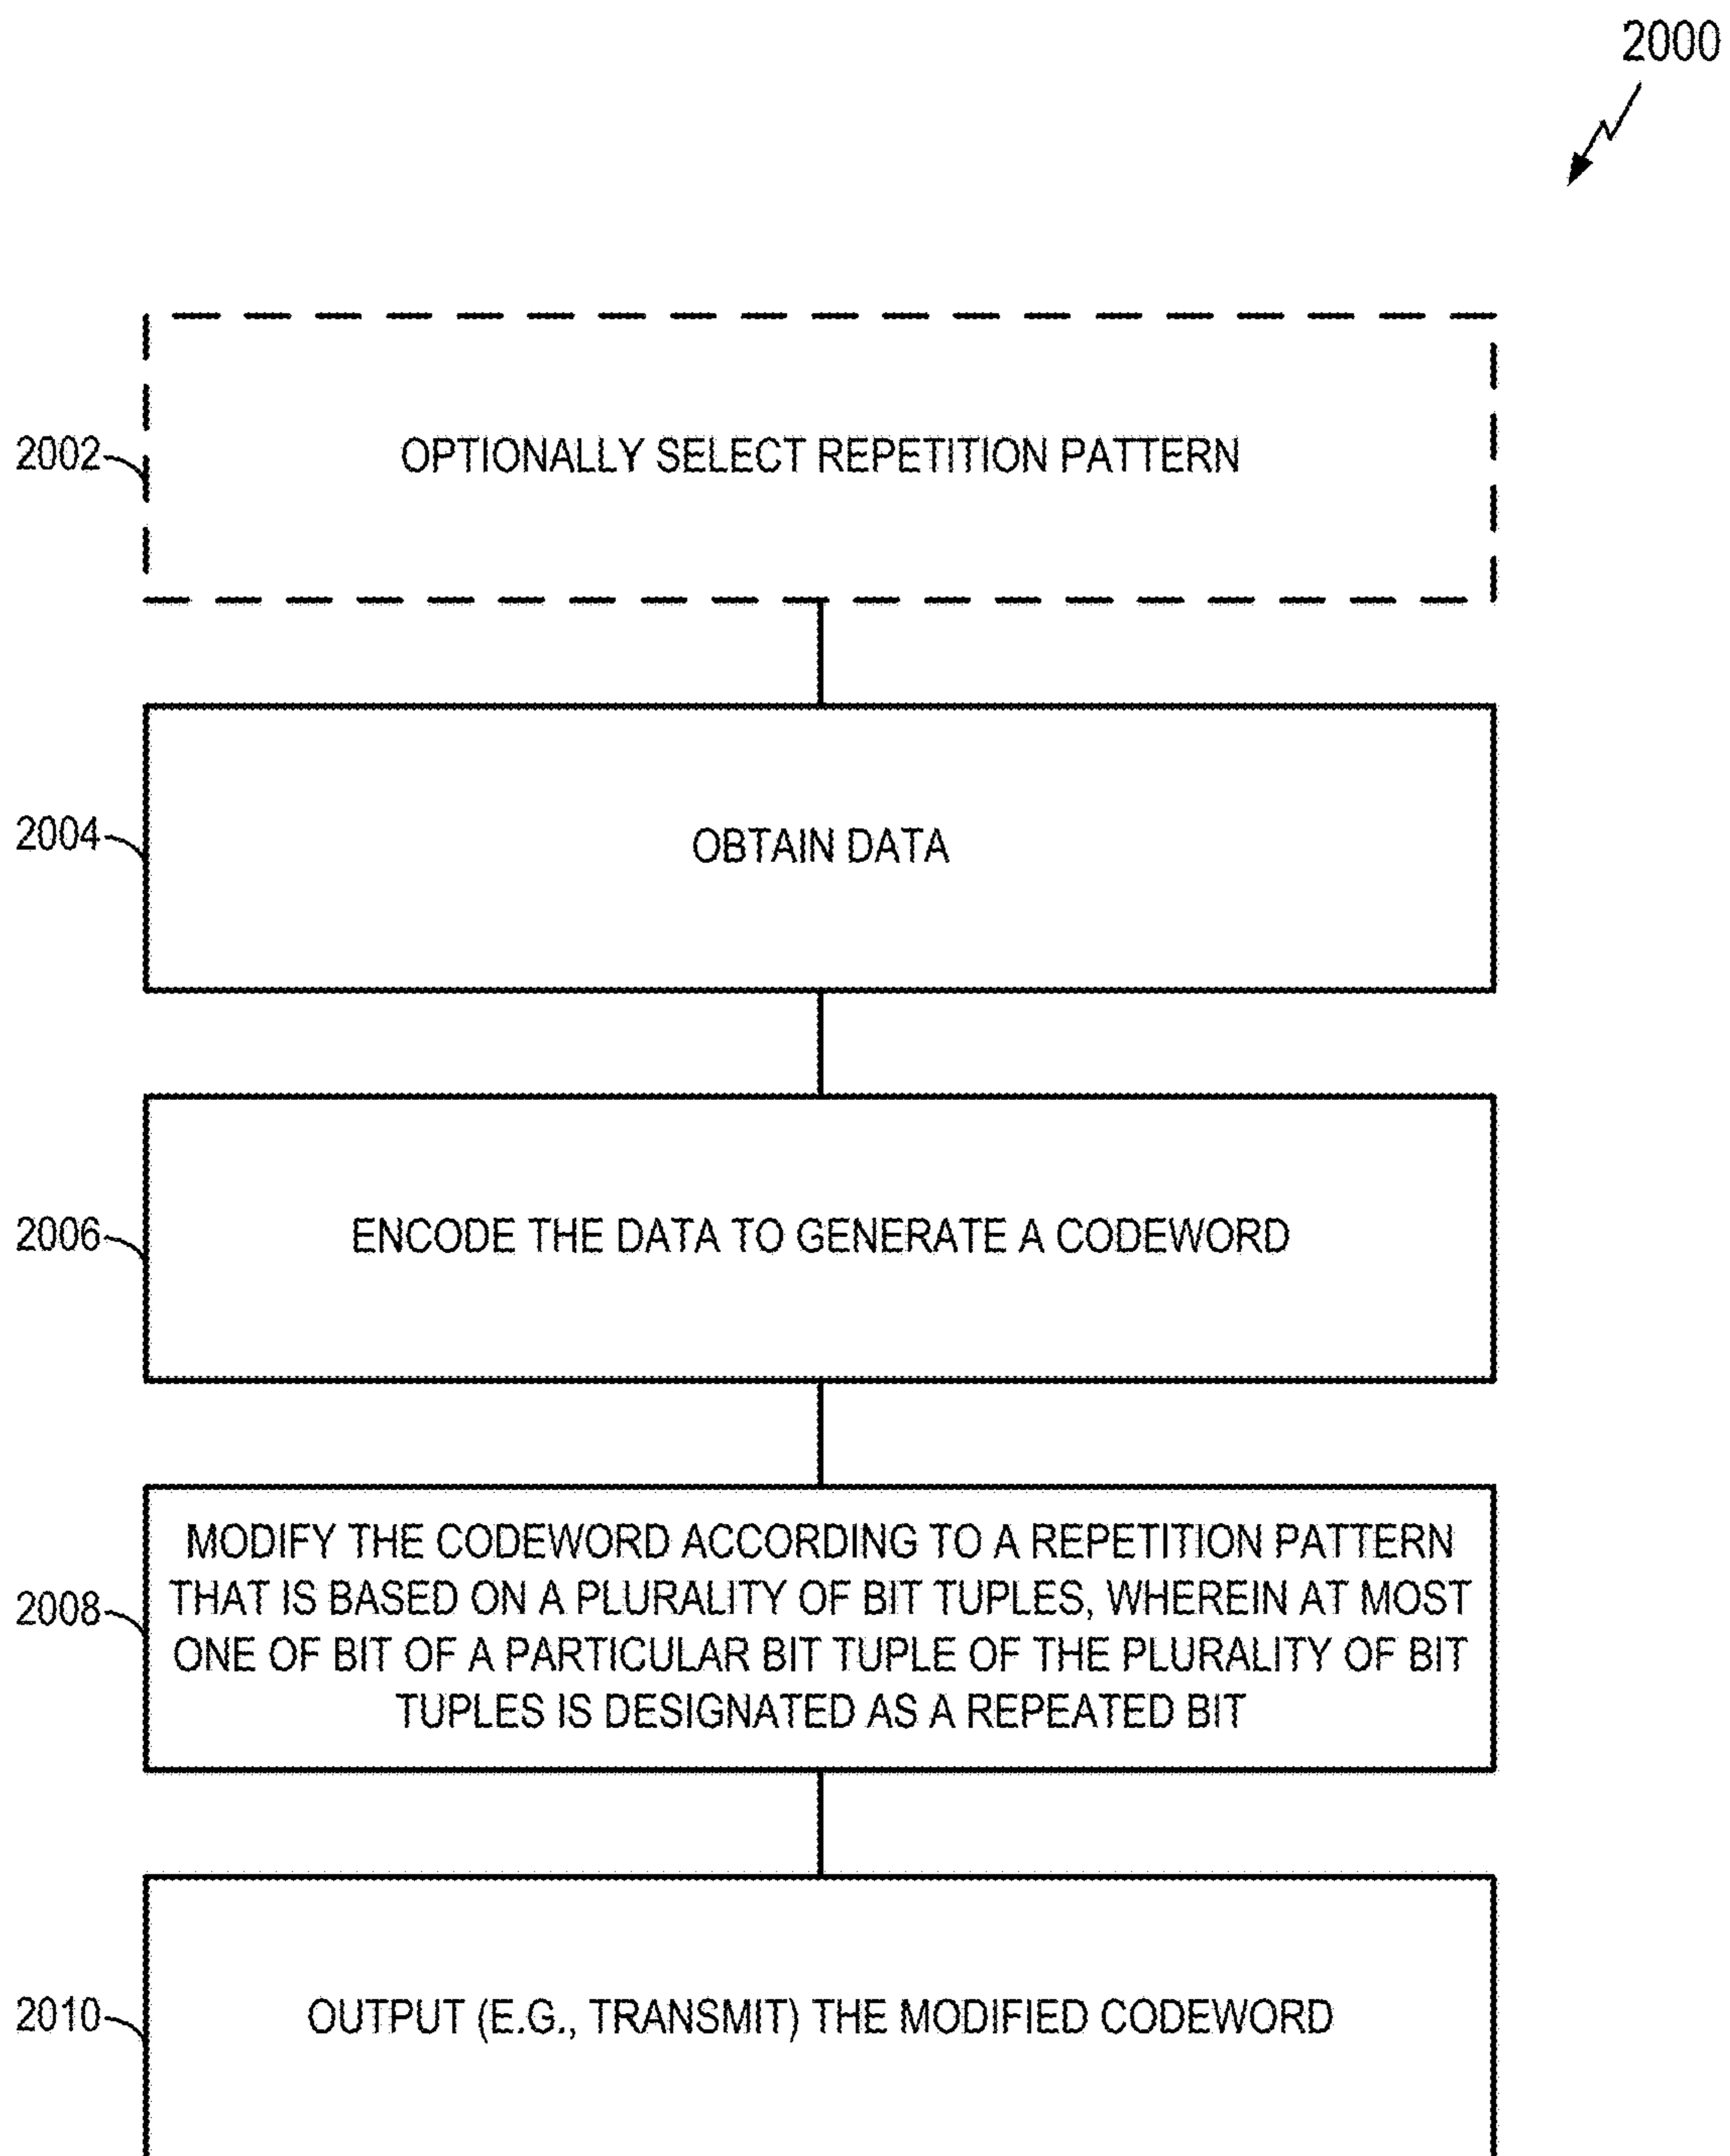 2000
2002
OPTIONALLY SELECT REPETITION PATTERN
2004
OBTAIN DATA
2006
ENCODE THE DATA TO GENERATE A CODEWORD
2008
MODIFY THE CODEWORD ACCORDING TO A REPETITION PATTERN
THAT IS BASED ON A PLURALITY OF BIT TUPLES, WHEREIN AT MOST
ONE OF BIT OF A PARTICULAR BIT TUPLE OF THE PLURALITY OF BIT
TUPLES IS DESIGNATED AS A REPEATED BIT
2010
OUTPUT (E.G., TRANSMIT) THE MODIFIED CODEWORD